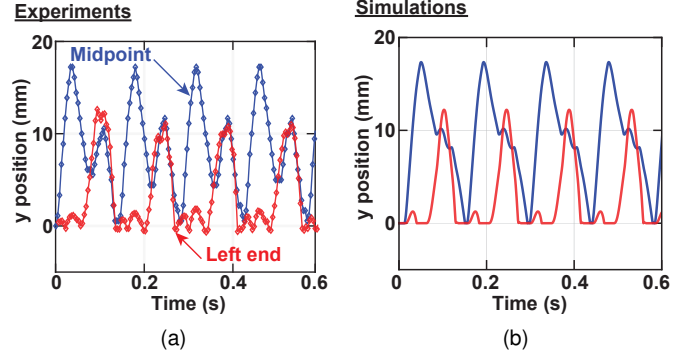 Experiments
20
10
0
y position (mm)
Midpoint
Left end
0
0.2
0.4
0.6
Time (s)
(a)
Simulations
20
10
0
y position (mm)
0
0.2
0.4
0.6
Time (s)
(b)